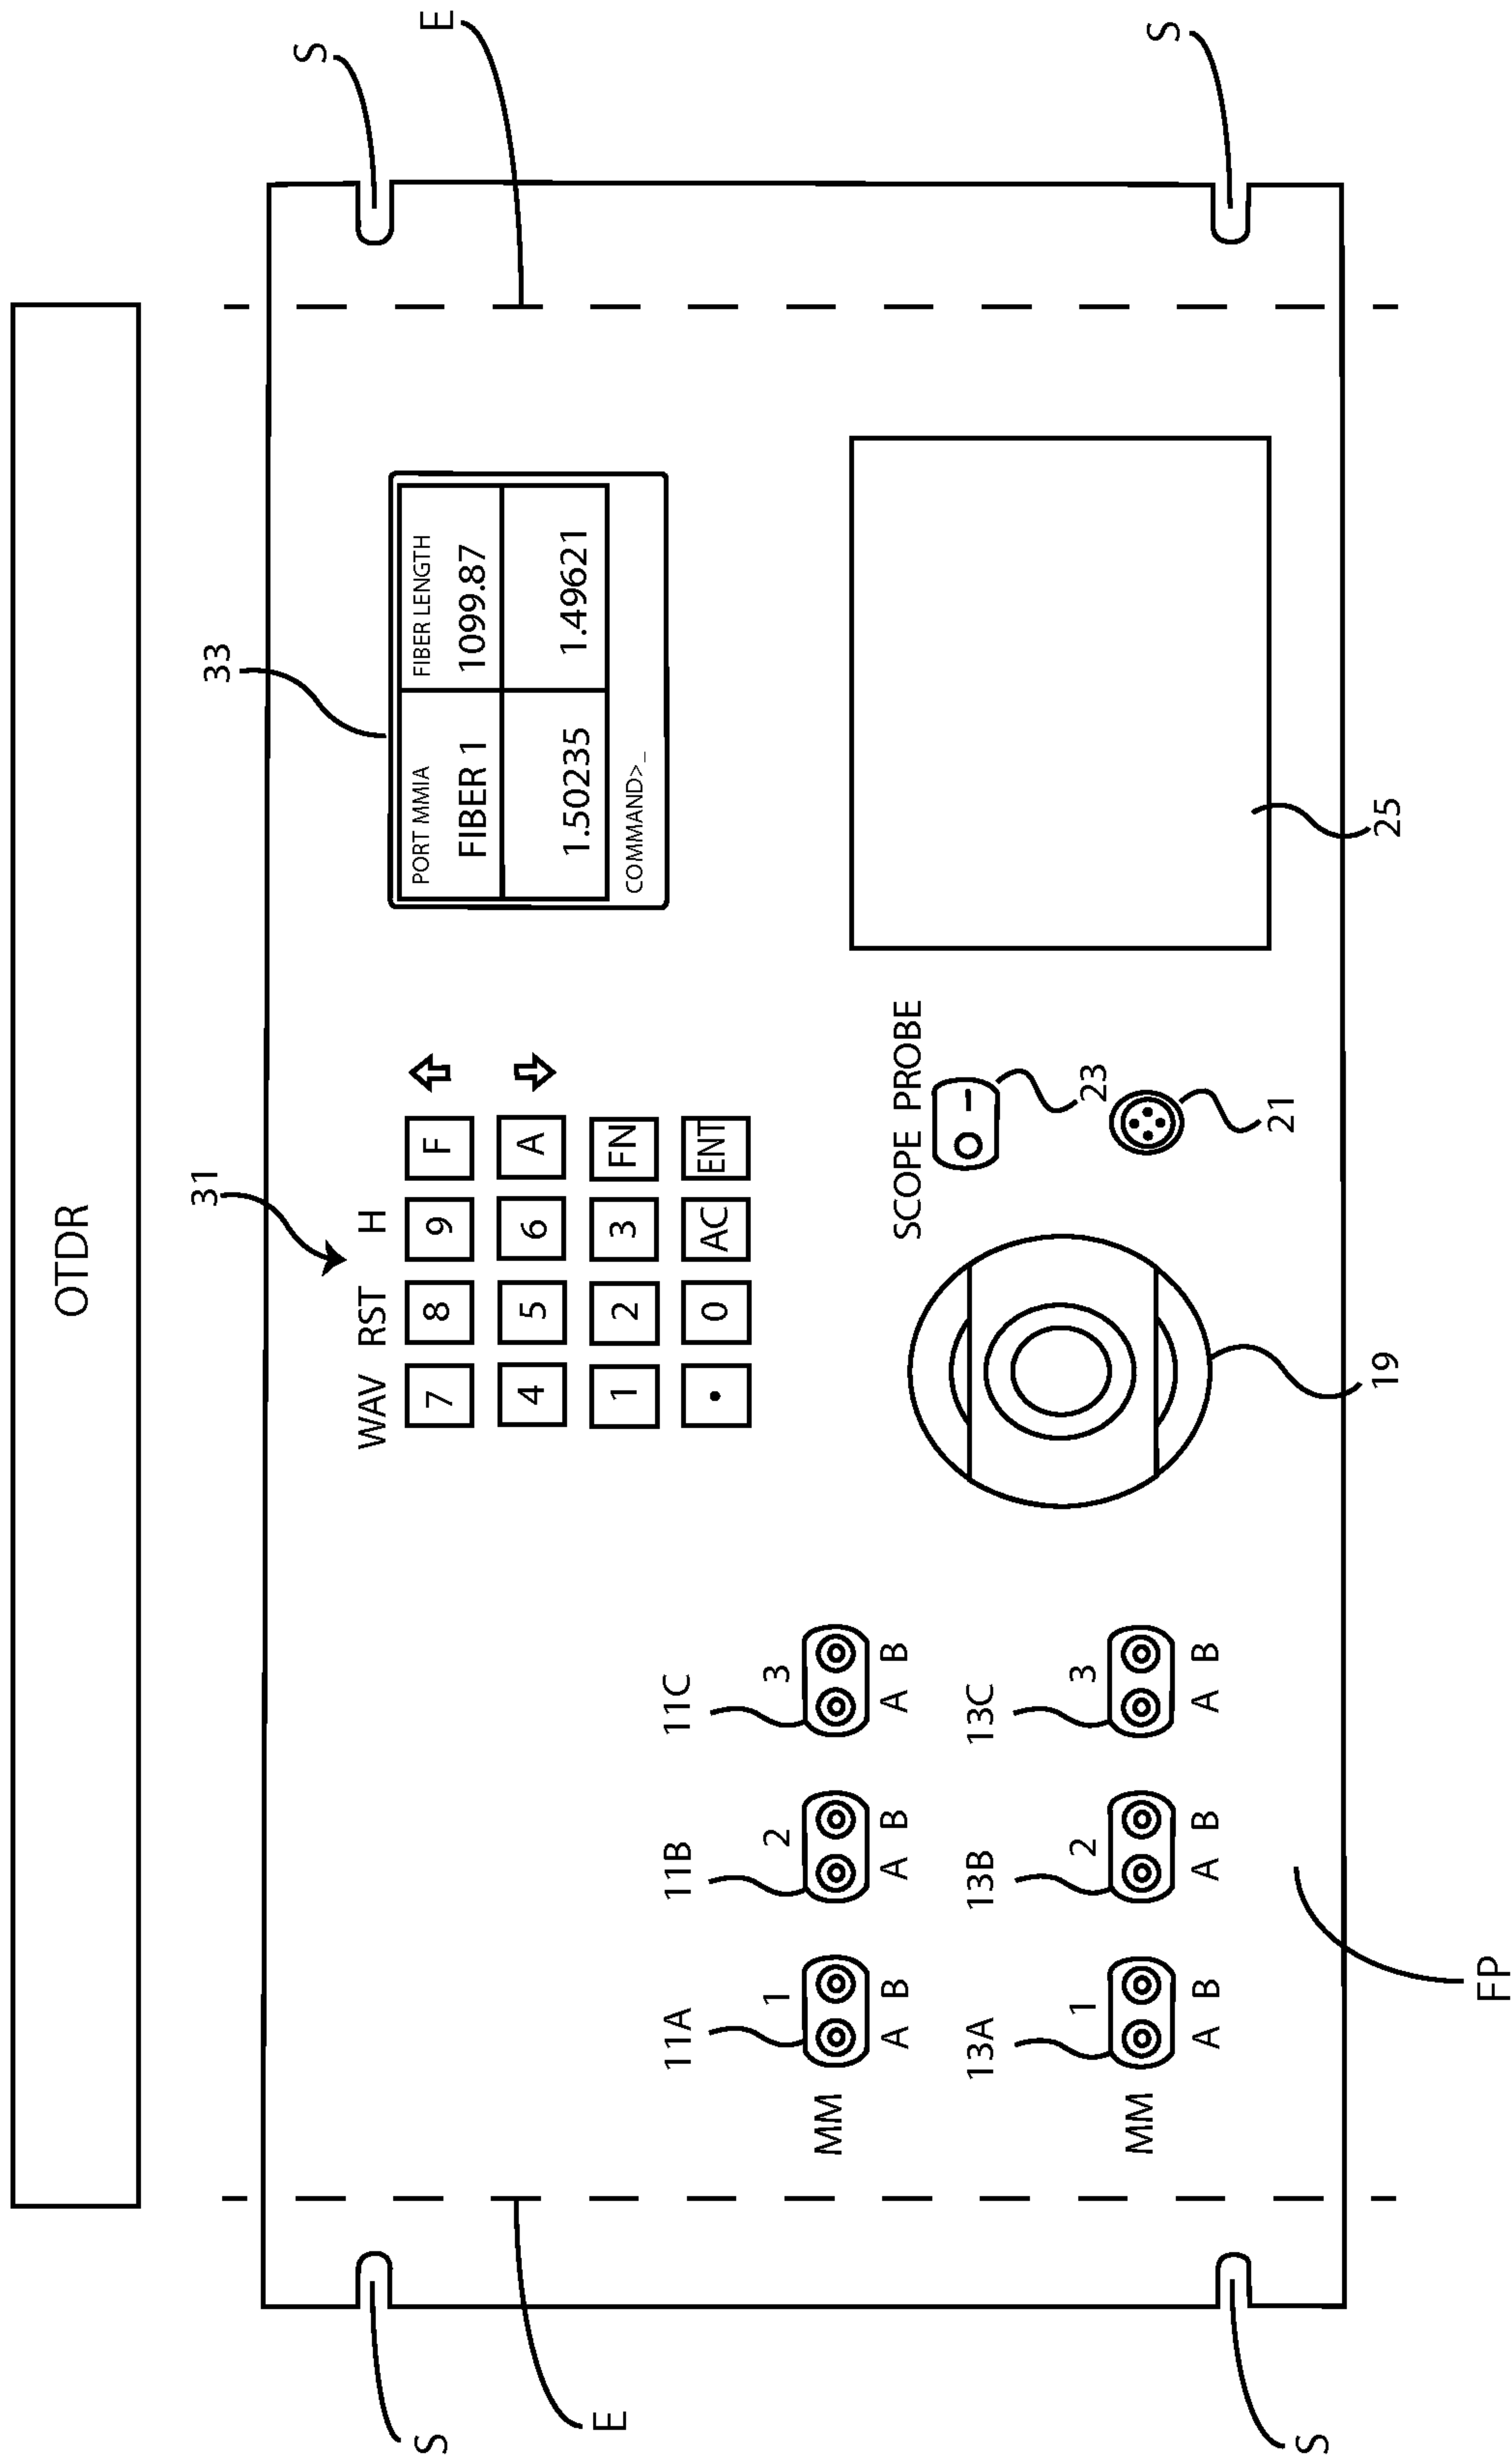 OTDR
S
E
31
33
E
S
WAV RST H
7 8 9 F
4 5 6 A
1 2 3 FN
• 0 AC ENT
PORT MMIA
FIBER 1
FIBER LENGTH
1099.87
1.50235
1.49621
COMMAND>_
11A
11B
11C
1
2
3
MM
A B
A B
A B
SCOPE PROBE
O –
23
21
13A
13B
13C
1
2
3
MM
A B
A B
A B
19
25
S
FP
S